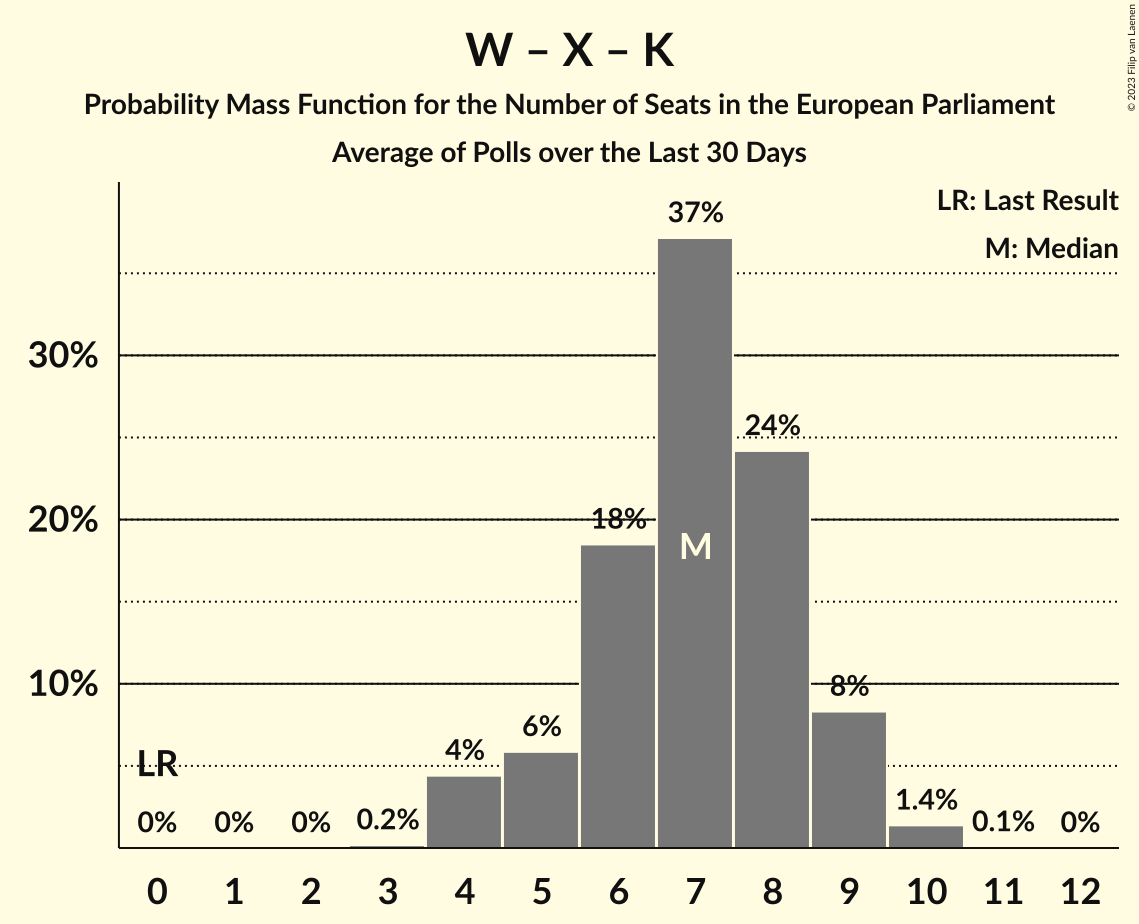 W – X – K
Probability Mass Function for the Number of Seats in the European Parliament
Average of Polls over the Last 30 Days
© 2023 Filip van Laenen
LR: Last Result
M: Median
37%
30%
24%
20%
18%
M
10%
8%
6%
4%
LR
1.4%
0% 0% 0% 0.2% 0.1% 0%
0 1 2 3 4 5 6 7 8 9 10 11 12